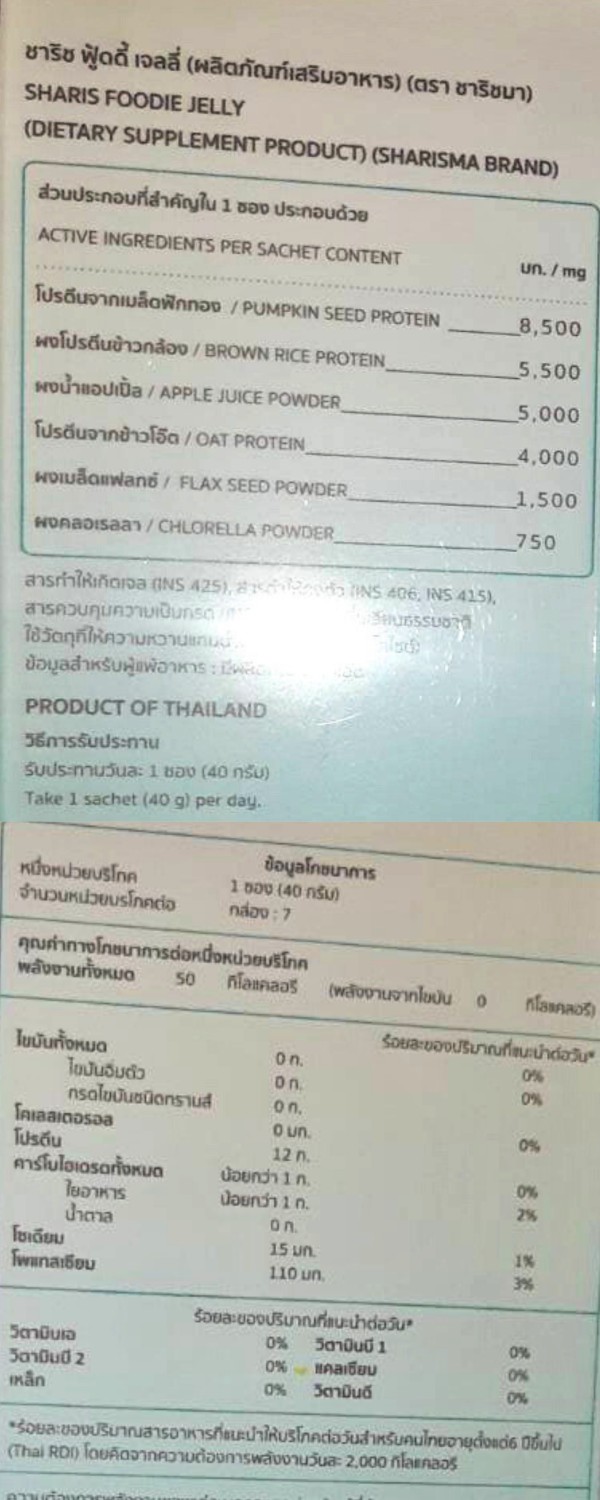 ชาริช ฟู้ดดี้ เจลลี่ (ผลิตภัณฑ์เสริมอาหาร) (ตรา ชาริชมา)
SHARIS FOODIE JELLY
(DIETARY SUPPLEMENT PRODUCT) (SHARISMA BRAND)
ส่วนประกอบที่สำคัญใน 1 ซอง ประกอบด้วย
ACTIVE INGREDIENTS PER SACHET CONTENT มก. / mg
โปรตีนจากเมล็ดฟักทอง / PUMPKIN SEED PROTEIN 8,500
ผงโปรตีนข้าวกล้อง / BROWN RICE PROTEIN 5,500
ผงน้ำแอปเปิ้ล / APPLE JUICE POWDER 5,000
โปรตีนจากข้าวโอ๊ต / OAT PROTEIN 4,000
ผงเมล็ดแฟลกซ์ / FLAX SEED POWDER 1,500
ผงคลอเรลลา / CHLORELLA POWDER 750
สารทำให้เกิดเจล (INS 425), สารทำให้คงตัว (INS 406, INS 415),
สารควบคุมความเป็นกรด
ใช้วัตถุที่ให้ความหวานแทน
ข้อมูลสำหรับผู้แพ้อาหาร :
PRODUCT OF THAILAND
วิธีการรับประทาน
รับประทานวันละ 1 ซอง (40 กรัม)
Take 1 sachet (40 g) per day.
ข้อมูลโภชนาการ
หนึ่งหน่วยบริโภค 1 ซอง (40 กรัม)
จำนวนหน่วยบริโภคต่อ กล่อง : 7
คุณค่าทางโภชนาการต่อหนึ่งหน่วยบริโภค
พลังงานทั้งหมด 50 กิโลแคลอรี (พลังงานจากไขมัน 0 กิโลแคลอรี)
ร้อยละของปริมาณที่แนะนำต่อวัน*
ไขมันทั้งหมด 0 ก. 0%
ไขมันอิ่มตัว 0 ก. 0%
กรดไขมันชนิดทรานส์ 0 ก.
โคเลสเตอรอล 0 มก. 0%
โปรตีน 12 ก.
คาร์โบไฮเดรตทั้งหมด น้อยกว่า 1 ก. 0%
ใยอาหาร น้อยกว่า 1 ก. 2%
น้ำตาล 0 ก.
โซเดียม 15 มก. 1%
โพแทสเซียม 110 มก. 3%
ร้อยละของปริมาณที่แนะนำต่อวัน*
วิตามินเอ 0% วิตามินบี 1 0%
วิตามินบี 2 0% แคลเซียม 0%
เหล็ก 0% วิตามินดี 0%
*ร้อยละของปริมาณสารอาหารที่แนะนำให้บริโภคต่อวันสำหรับคนไทยอายุตั้งแต่6 ปีขึ้นไป
(Thai RDI) โดยคิดจากความต้องการพลังงานวันละ 2,000 กิโลแคลอรี